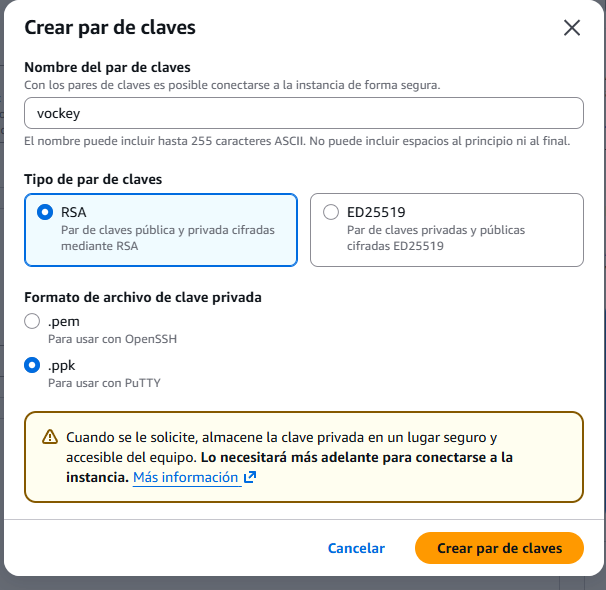 Crear par de claves
Nombre del par de claves
Con los pares de claves es posible conectarse a la instancia de forma segura.
vockey
El nombre puede incluir hasta 255 caracteres ASCII. No puede incluir espacios al principio ni al final.
Tipo de par de claves
RSA
Par de claves pública y privada cifradas
mediante RSA
ED25519
Par de claves privadas y públicas
cifradas ED25519
Formato de archivo de clave privada
.pem
Para usar con OpenSSH
.ppk
Para usar con PuTTY
Cuando se le solicite, almacene la clave privada en un lugar seguro y
accesible del equipo. Lo necesitará más adelante para conectarse a la
instancia. Más información
Cancelar
Crear par de claves